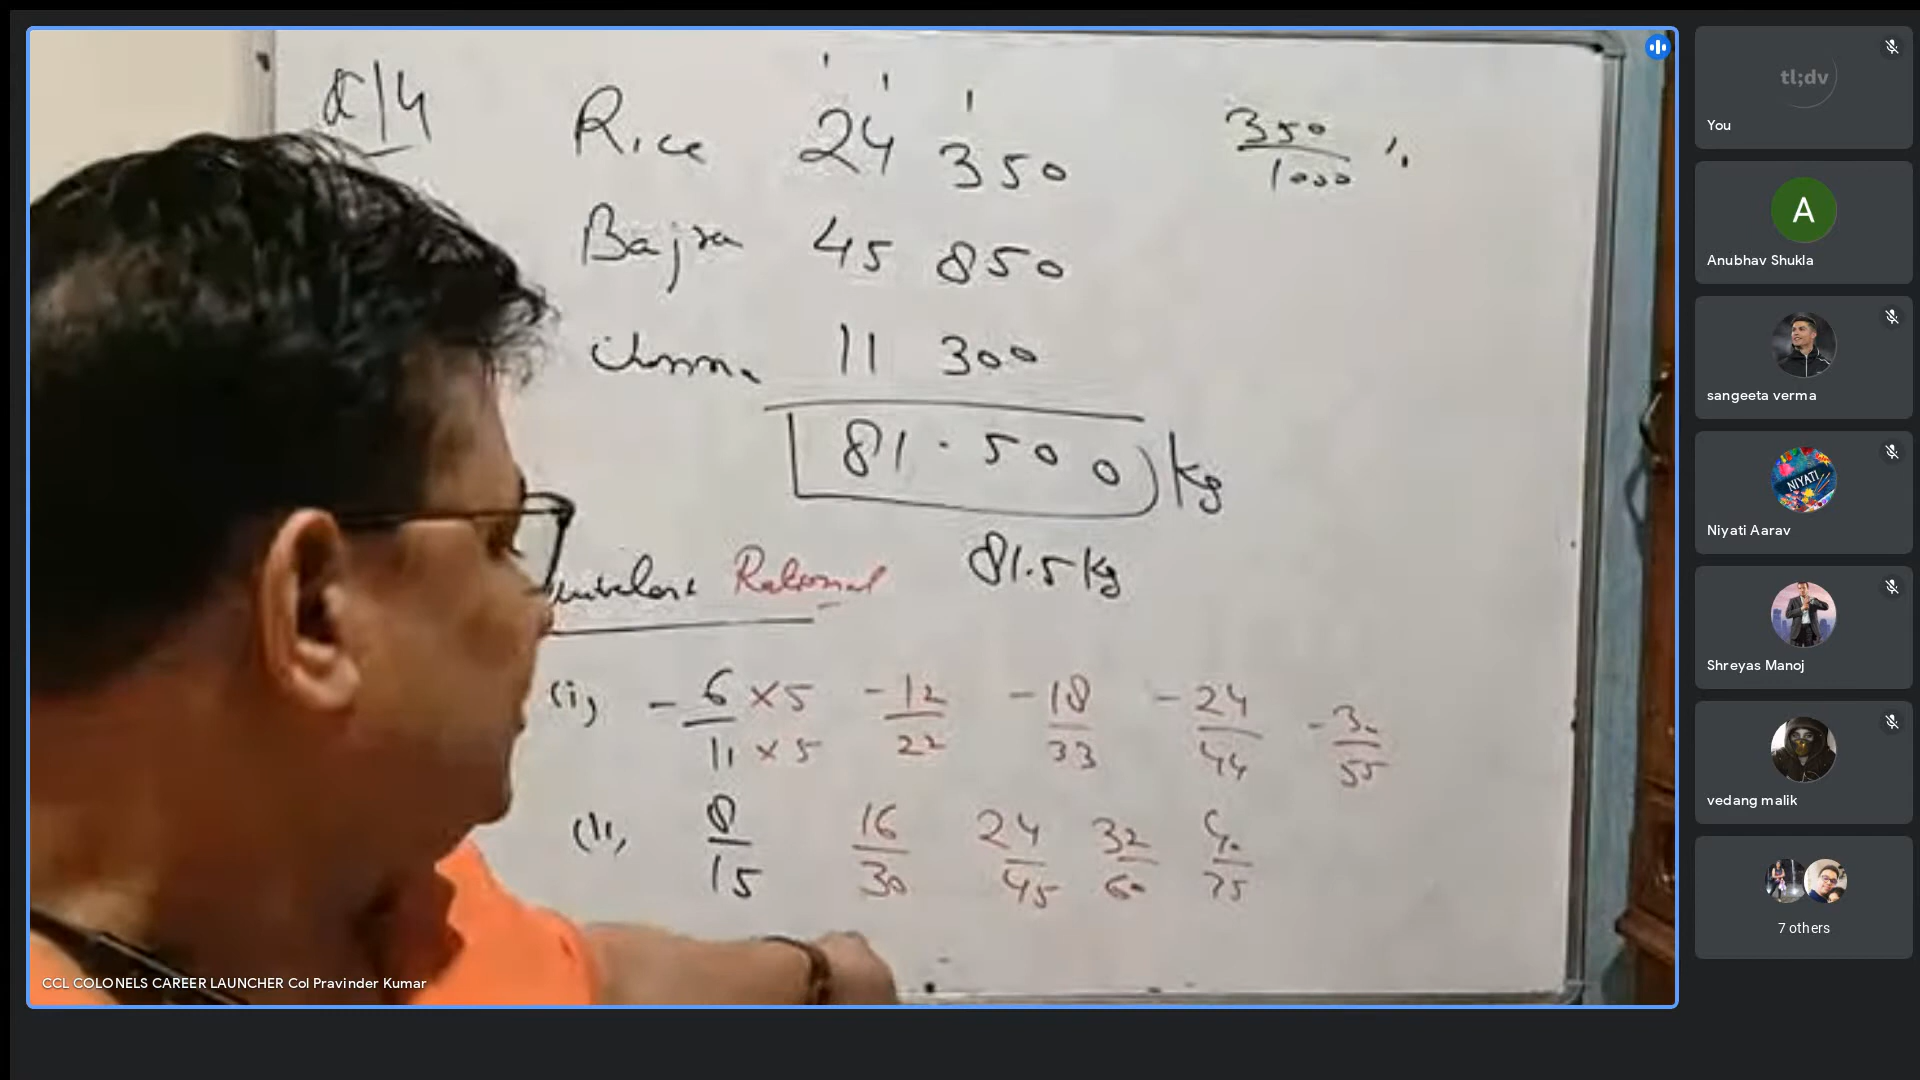 Rice 24 350
350
1000
Bajra 45 850
11 300
81.500 kg
81.5 kg
Rational
(i) - 6 × 5 - 12 - 18 - 24 - 30
11 × 5 22 33 44 55
8 16 24 32 40
15 30 45 60 75
CCL COLONELS CAREER LAUNCHER Col Pravinder Kumar
tl;dv
You
A
Anubhav Shukla
sangeeta verma
NIYATI
Niyati Aarav
Shreyas Manoj
vedang malik
7 others